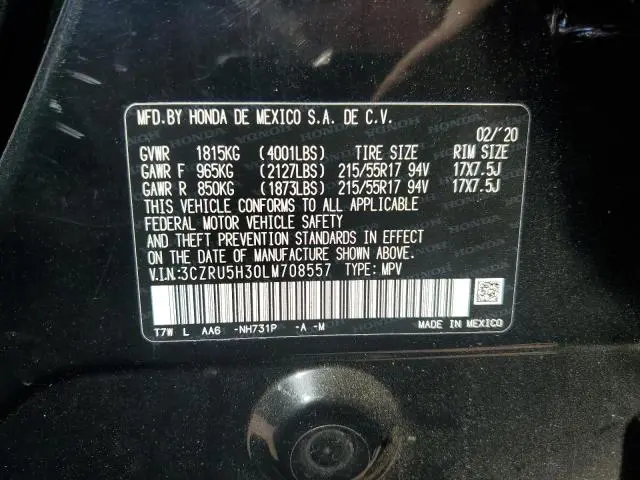 MFD.BY HONDA DE MEXICO S.A. DE C.V.
02/'20
GVWR 1815KG (4001LBS) TIRE SIZE RIM SIZE
GAWR F 965KG (2127LBS) 215/55R17 94V 17X7.5J
GAWR R 850KG (1873LBS) 215/55R17 94V 17X7.5J
THIS VEHICLE CONFORMS TO ALL APPLICABLE
FEDERAL MOTOR VEHICLE SAFETY
AND THEFT PREVENTION STANDARDS IN EFFECT
ON THE DATE OF MANUFACTURE SHOWN ABOVE.
V.I.N:3CZRU5H30LM708557 TYPE: MPV
T7W L AA6 -NH731P -A -M MADE IN MEXICO